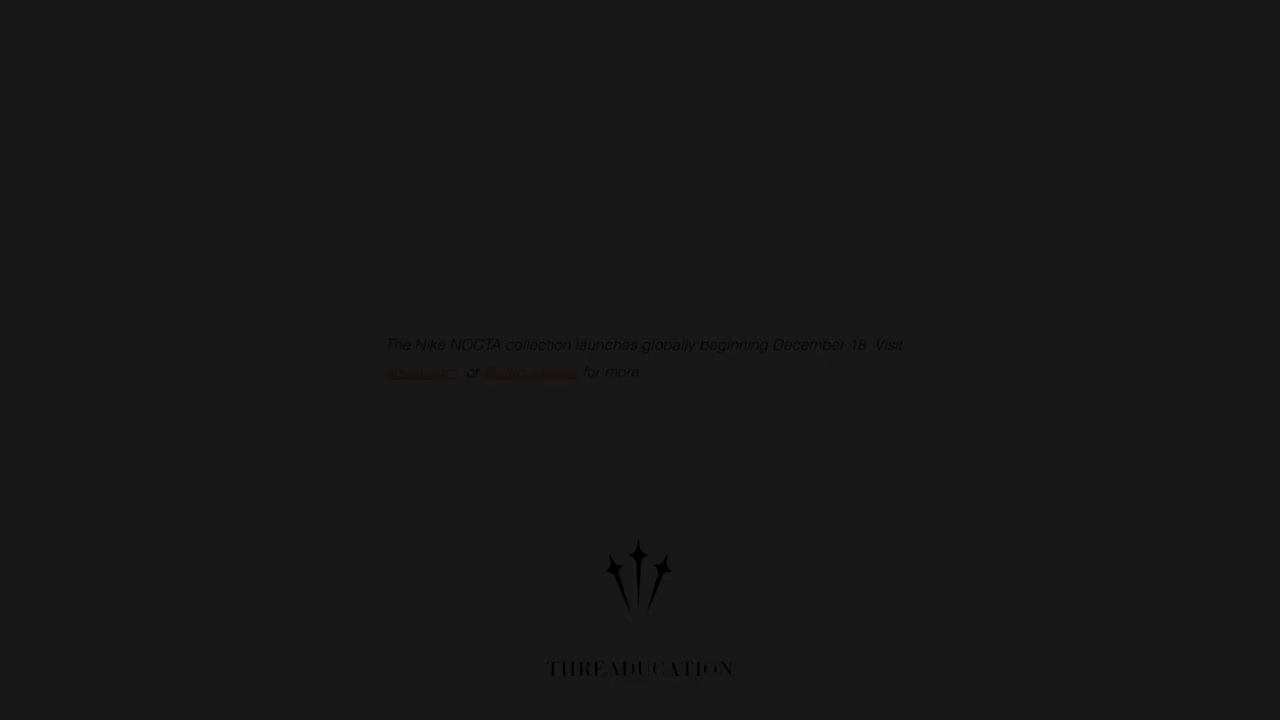 The Nike NOCTA collection launches globally beginning December 18. Visit
or for more.
THREADUCATION